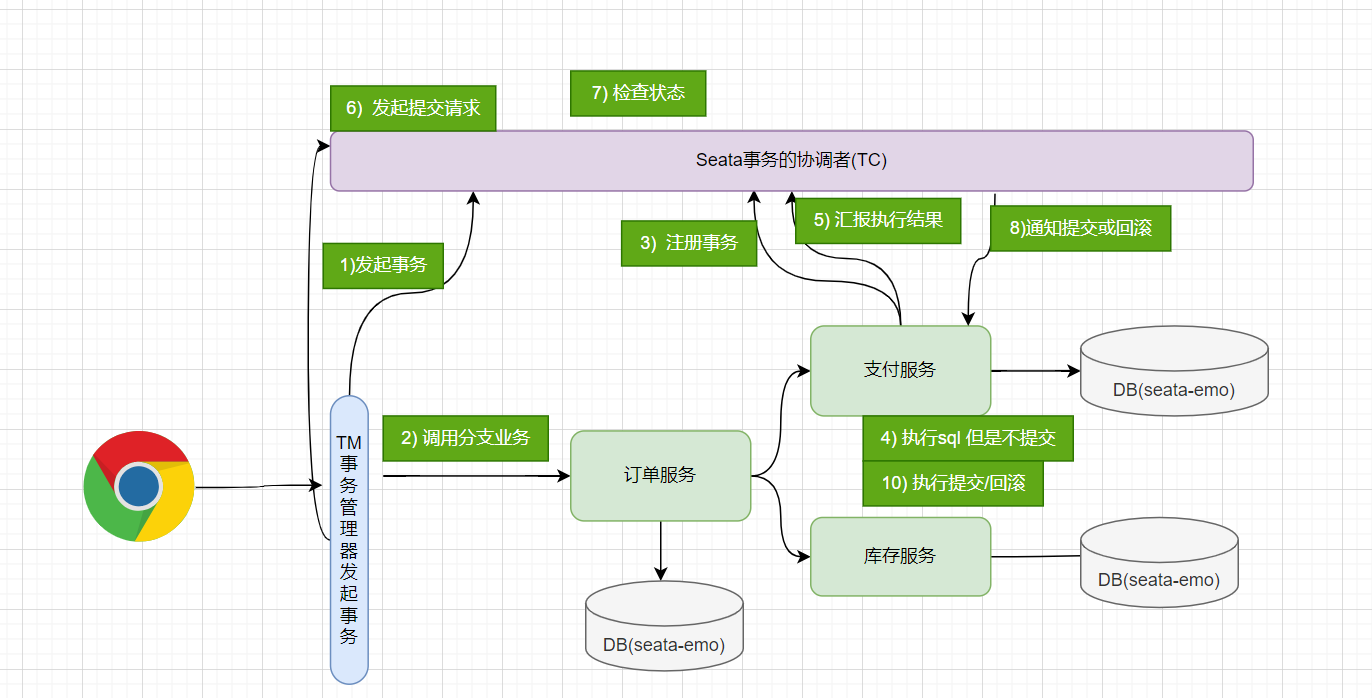 6) 发起提交请求
7) 检查状态
Seata事务的协调者(TC)
5) 汇报执行结果
3) 注册事务
8)通知提交或回滚
1)发起事务
支付服务
DB(seata-emo)
TM
事
务
管
理
器
发
起
事
务
2) 调用分支业务
订单服务
4) 执行sql 但是不提交
10) 执行提交/回滚
库存服务
DB(seata-emo)
DB(seata-emo)